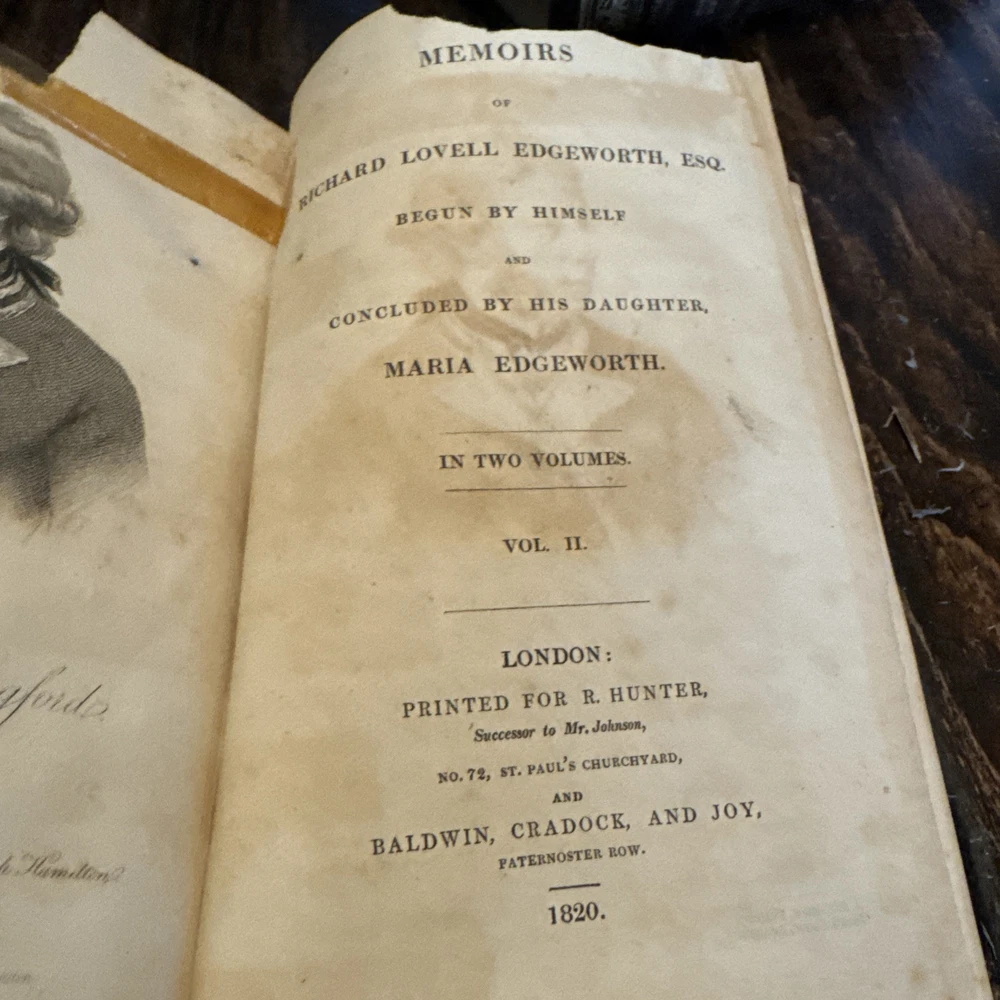 MEMOIRS
OF
RICHARD LOVELL EDGEWORTH, ESQ.
BEGUN BY HIMSELF
AND
CONCLUDED BY HIS DAUGHTER,
MARIA EDGEWORTH.
IN TWO VOLUMES.
VOL. II.
LONDON:
PRINTED FOR R. HUNTER,
Successor to Mr. Johnson,
NO. 72, ST. PAUL'S CHURCHYARD,
AND
BALDWIN, CRADOCK, AND JOY,
PATERNOSTER ROW.
1820.
Hamilton